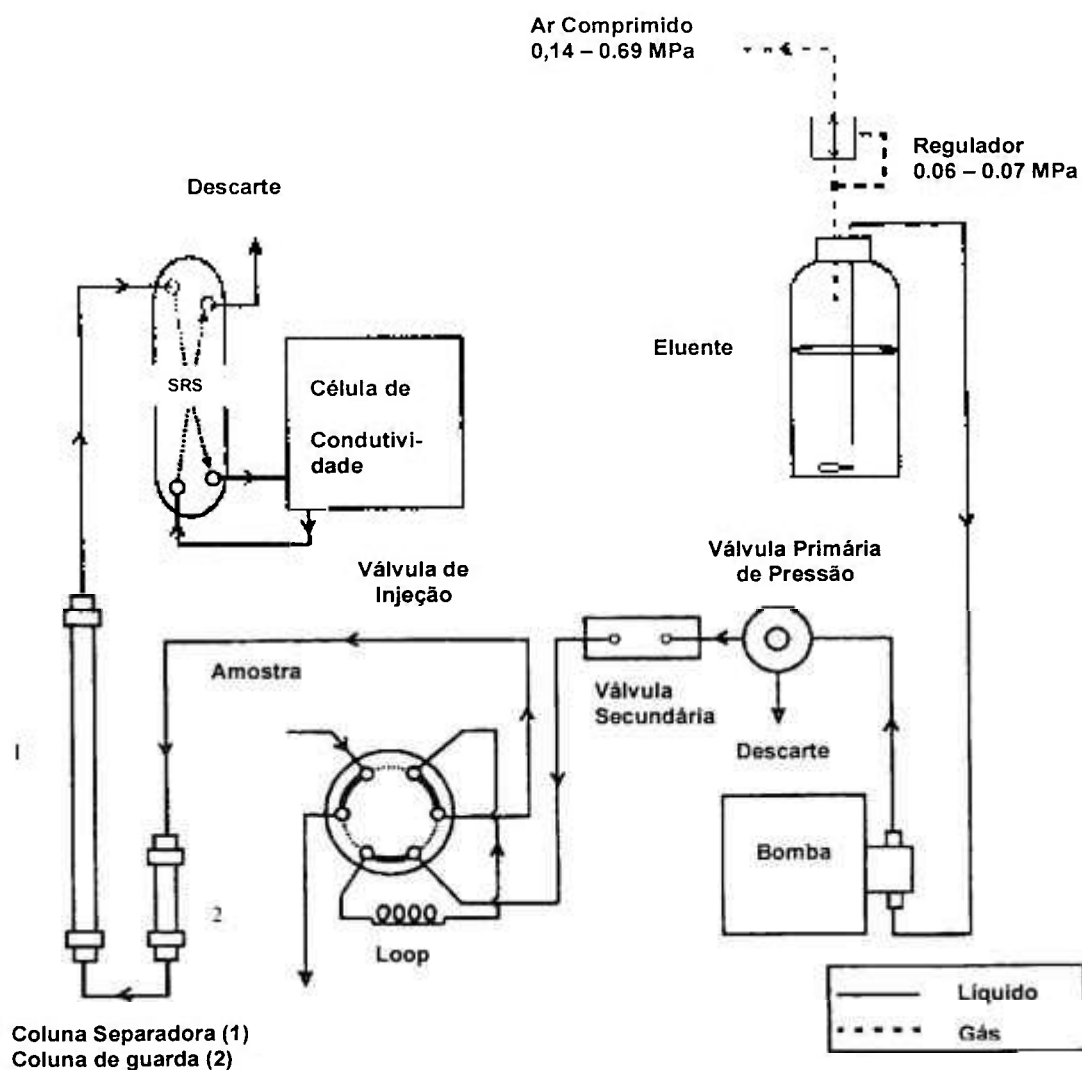 Ar Comprimido
0,14 – 0.69 MPa
Regulador
0.06 – 0.07 MPa
Descarte
Eluente
SRS
Célula de
Condutivi-
dade
Válvula de
Injeção
Válvula Primária
de Pressão
Amostra
Válvula
Secundária
Descarte
1
2
Bomba
Loop
Líquido
Gás
Coluna Separadora (1)
Coluna de guarda (2)